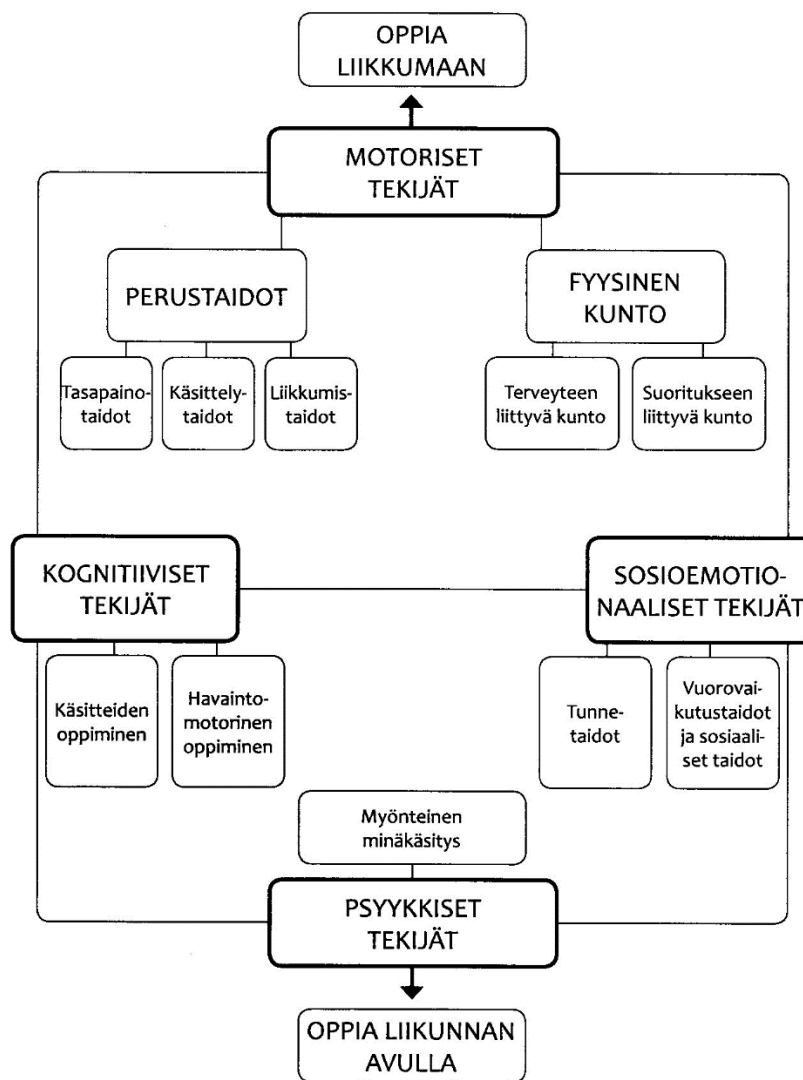 OPPIA
LIIKKUMAAN
MOTORISET
TEKIJÄT
PERUSTAIDOT
FYYSINEN
KUNTO
Tasapaino-
taidot
Käsittely-
taidot
Liikkumis-
taidot
Terveyteen
liittyvä kunto
Suoritukseen
liittyvä kunto
KOGNITIIVISET
TEKIJÄT
SOSIOEMOTIO-
NAALISET TEKIJÄT
Käsitteiden
oppiminen
Havainto-
motorinen
oppiminen
Tunne-
taidot
Vuorovai-
kutustaidot
ja sosiaali-
set taidot
Myönteinen
minäkäsitys
PSYYKKISET
TEKIJÄT
OPPIA LIIKUNNAN
AVULLA